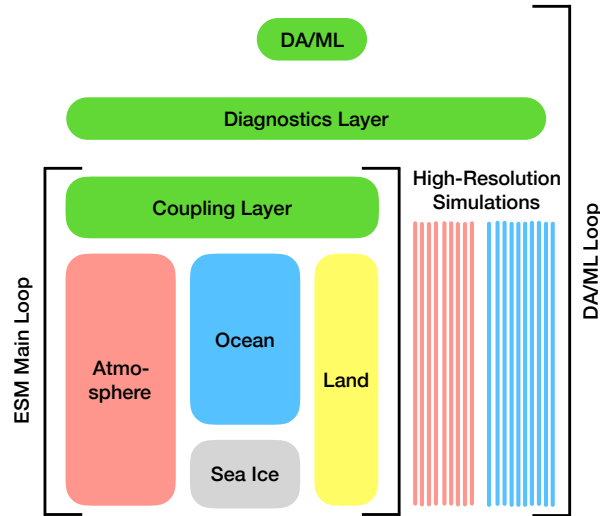 DA/ML
Diagnostics Layer
High-Resolution
Simulations
Coupling Layer
Atmo-
sphere
Ocean
Land
Sea Ice
ESM Main Loop
DA/ML Loop